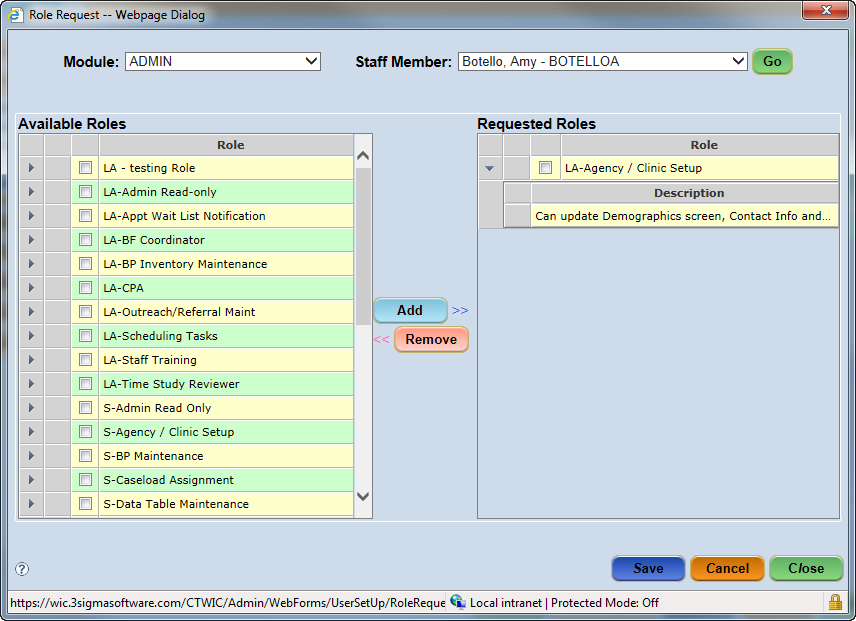 Role Request -- Webpage Dialog
Module: ADMIN Staff Member: Botello, Amy - BOTELLOA Go
Available Roles
Role
LA - testing Role
LA-Admin Read-only
LA-Appt Wait List Notification
LA-BF Coordinator
LA-BP Inventory Maintenance
LA-CPA
LA-Outreach/Referral Maint
LA-Scheduling Tasks
LA-Staff Training
LA-Time Study Reviewer
S-Admin Read Only
S-Agency / Clinic Setup
S-BP Maintenance
S-Caseload Assignment
S-Data Table Maintenance
Add >>
<< Remove
Requested Roles
Role
LA-Agency / Clinic Setup
Description
Can update Demographics screen, Contact Info and...
?
Save Cancel Close
https://wic.3sigmasoftware.com/CTWIC/Admin/WebForms/UserSetUp/RoleReque Local intranet | Protected Mode: Off